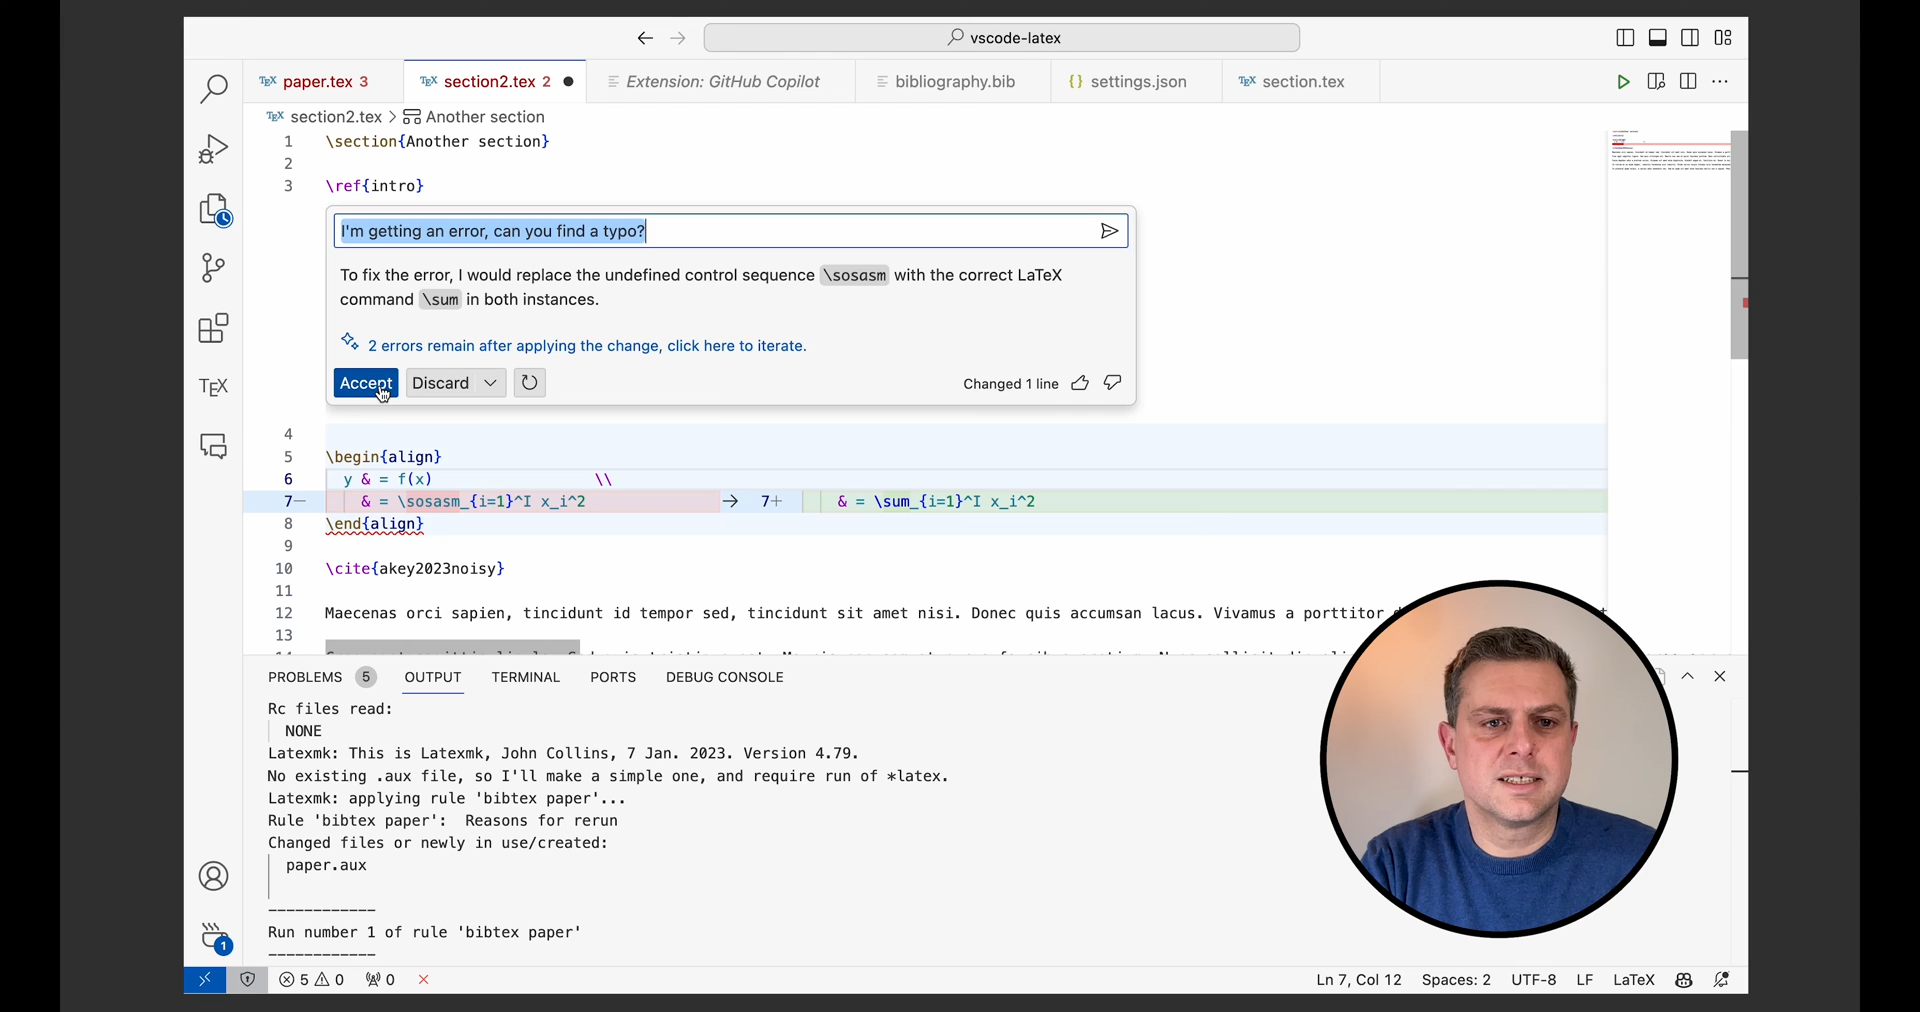 vscode-latex
TEX paper.tex 3
TEX section2.tex 2
Extension: GitHub Copilot
bibliography.bib
{} settings.json
TEX section.tex
TEX section2.tex > Another section
1 \section{Another section}
2
3 \ref{intro}
I'm getting an error, can you find a typo?
To fix the error, I would replace the undefined control sequence \sosasm with the correct LaTeX
command \sum in both instances.
2 errors remain after applying the change, click here to iterate.
Accept Discard Changed 1 line
TEX
4
5 \begin{align}
6 y & = f(x) \\
7− & = \sosasm_{i=1}^I x_i^2 → 7+ & = \sum_{i=1}^I x_i^2
8 \end{align}
9
10 \cite{akey2023noisy}
11
12 Maecenas orci sapien, tincidunt id tempor sed, tincidunt sit amet nisi. Donec quis accumsan lacus. Vivamus a porttitor
13
PROBLEMS 5 OUTPUT TERMINAL PORTS DEBUG CONSOLE
Rc files read:
NONE
Latexmk: This is Latexmk, John Collins, 7 Jan. 2023. Version 4.79.
No existing .aux file, so I'll make a simple one, and require run of *latex.
Latexmk: applying rule 'bibtex paper'...
Rule 'bibtex paper': Reasons for rerun
Changed files or newly in use/created:
paper.aux
------------
Run number 1 of rule 'bibtex paper'
------------
1
5 0 0 Ln 7, Col 12 Spaces: 2 UTF-8 LF LaTeX